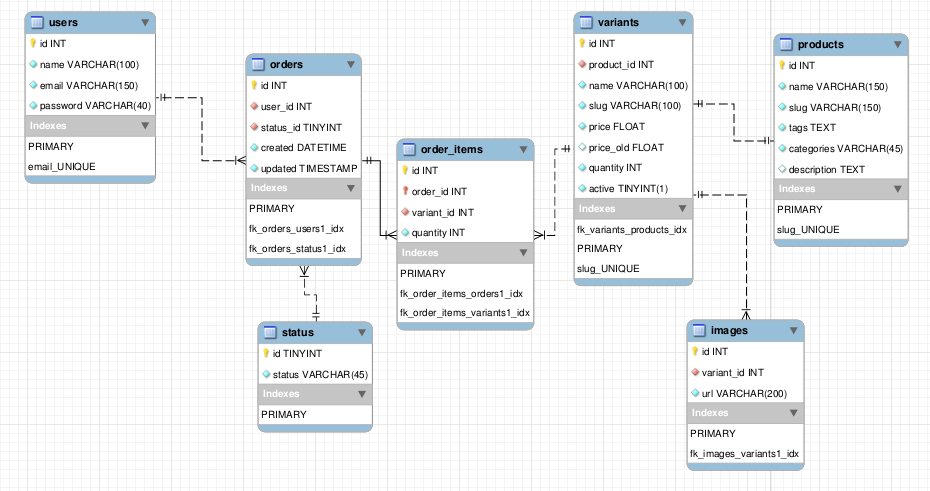 users
id INT
name VARCHAR(100)
email VARCHAR(150)
password VARCHAR(40)
Indexes
PRIMARY
email_UNIQUE
orders
id INT
user_id INT
status_id TINYINT
created DATETIME
updated TIMESTAMP
Indexes
PRIMARY
fk_orders_users1_idx
fk_orders_status1_idx
status
id TINYINT
status VARCHAR(45)
Indexes
PRIMARY
order_items
id INT
order_id INT
variant_id INT
quantity INT
Indexes
PRIMARY
fk_order_items_orders1_idx
fk_order_items_variants1_idx
variants
id INT
product_id INT
name VARCHAR(100)
slug VARCHAR(100)
price FLOAT
price_old FLOAT
quantity INT
active TINYINT(1)
Indexes
fk_variants_products_idx
PRIMARY
slug_UNIQUE
products
id INT
name VARCHAR(150)
slug VARCHAR(150)
tags TEXT
categories VARCHAR(45)
description TEXT
Indexes
PRIMARY
slug_UNIQUE
images
id INT
variant_id INT
url VARCHAR(200)
Indexes
PRIMARY
fk_images_variants1_idx